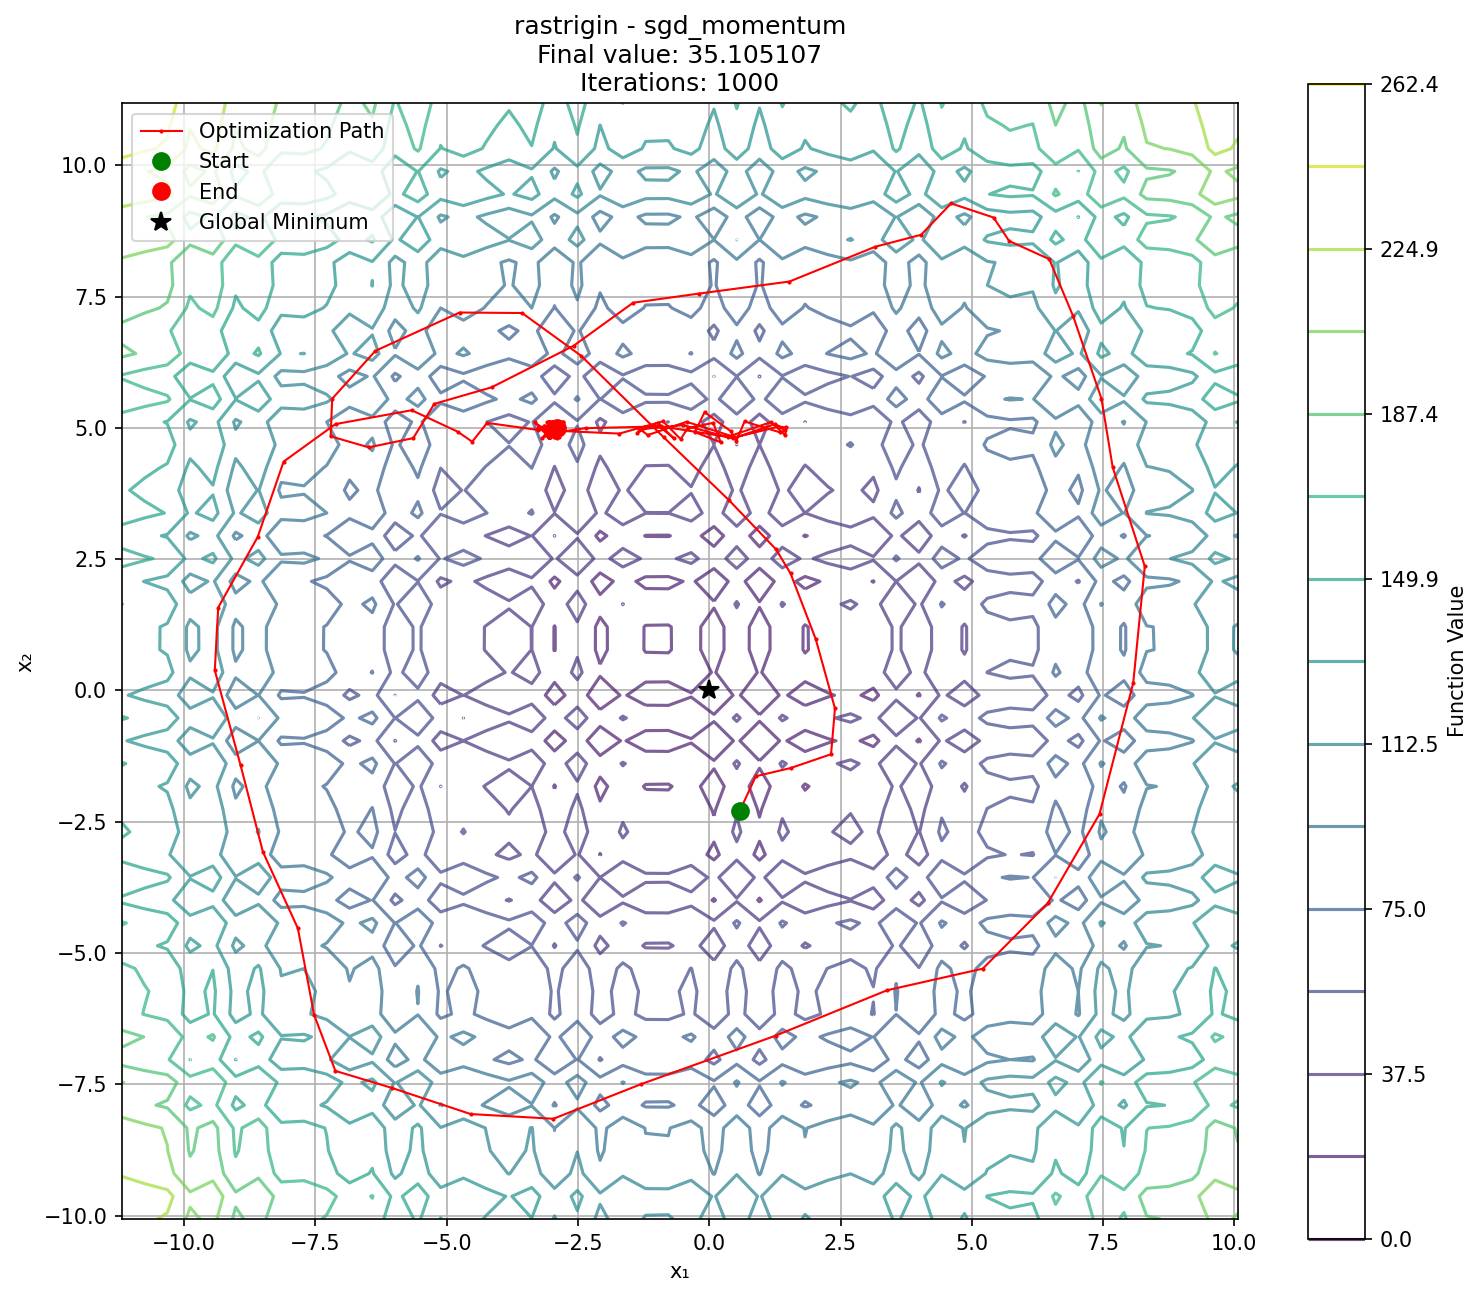 rastrigin - sgd_momentum
Final value: 35.105107
Iterations: 1000
Optimization Path
Start
End
Global Minimum
10.0
7.5
5.0
2.5
0.0
−2.5
−5.0
−7.5
−10.0
x₂
−10.0 −7.5 −5.0 −2.5 0.0 2.5 5.0 7.5 10.0
x₁
262.4
224.9
187.4
149.9
112.5
75.0
37.5
0.0
Function Value